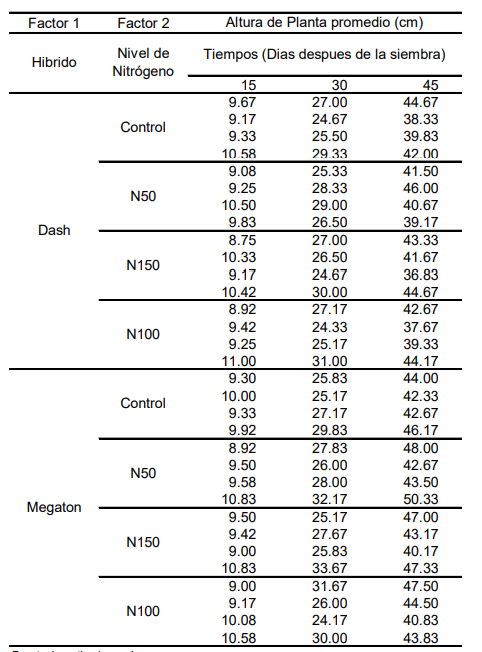 Factor 1 Factor 2 Altura de Planta promedio (cm)
Hibrido Nivel de Nitrógeno Tiempos (Dias despues de la siembra)
15 30 45
Dash
Control
9.67 27.00 44.67
9.17 24.67 38.33
9.33 25.50 39.83
10.58 29.33 42.00
N50
9.08 25.33 41.50
9.25 28.33 46.00
10.50 29.00 40.67
9.83 26.50 39.17
N150
8.75 27.00 43.33
10.33 26.50 41.67
9.17 24.67 36.83
10.42 30.00 44.67
N100
8.92 27.17 42.67
9.42 24.33 37.67
9.25 25.17 39.33
11.00 31.00 44.17
Megaton
Control
9.30 25.83 44.00
10.00 25.17 42.33
9.33 27.17 42.67
9.92 29.83 46.17
N50
8.92 27.83 48.00
9.50 26.00 42.67
9.58 28.00 43.50
10.83 32.17 50.33
N150
9.50 25.17 47.00
9.42 27.67 43.17
9.00 25.83 40.17
10.83 33.67 47.33
N100
9.00 31.67 47.50
9.17 26.00 44.50
10.08 24.17 40.83
10.58 30.00 43.83